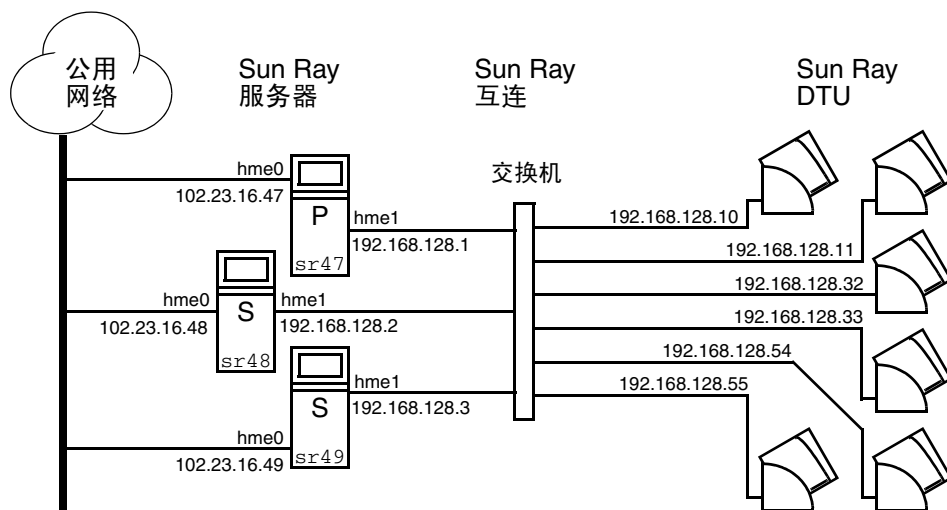 公用
网络
Sun Ray
服务器
Sun Ray
互连
Sun Ray
DTU
交换机
hme0
102.23.16.47
P
sr47
hme1
192.168.128.1
hme0
102.23.16.48
S
sr48
hme1
192.168.128.2
hme0
102.23.16.49
S
sr49
hme1
192.168.128.3
192.168.128.10
192.168.128.11
192.168.128.32
192.168.128.33
192.168.128.54
192.168.128.55